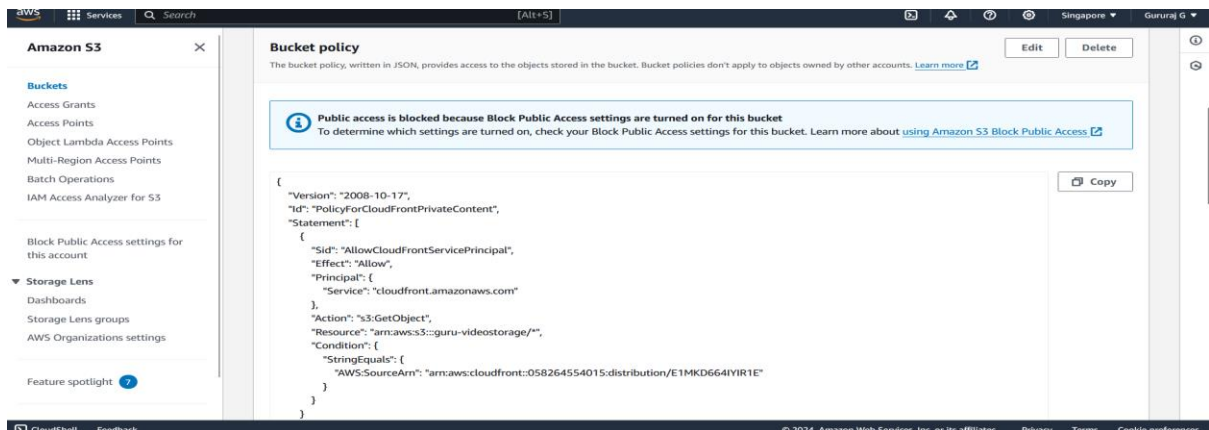 aws Services Search [Alt+S] Singapore ▼ Gururaj G ▼
Amazon S3
Buckets
Access Grants
Access Points
Object Lambda Access Points
Multi-Region Access Points
Batch Operations
IAM Access Analyzer for S3
Block Public Access settings for
this account
▼ Storage Lens
Dashboards
Storage Lens groups
AWS Organizations settings
Feature spotlight 7
Bucket policy
Edit
Delete
The bucket policy, written in JSON, provides access to the objects stored in the bucket. Bucket policies don't apply to objects owned by other accounts. Learn more
Public access is blocked because Block Public Access settings are turned on for this bucket
To determine which settings are turned on, check your Block Public Access settings for this bucket. Learn more about using Amazon S3 Block Public Access
Copy
{
"Version": "2008-10-17",
"Id": "PolicyForCloudFrontPrivateContent",
"Statement": [
{
"Sid": "AllowCloudFrontServicePrincipal",
"Effect": "Allow",
"Principal": {
"Service": "cloudfront.amazonaws.com"
},
"Action": "s3:GetObject",
"Resource": "arn:aws:s3:::guru-videostorage/*",
"Condition": {
"StringEquals": {
"AWS:SourceArn": "arn:aws:cloudfront::058264554015:distribution/E1MKD664IYIR1E"
}
}
}
CloudShell Feedback © 2024, Amazon Web Services, Inc. or its affiliates. Privacy Terms Cookie preferences